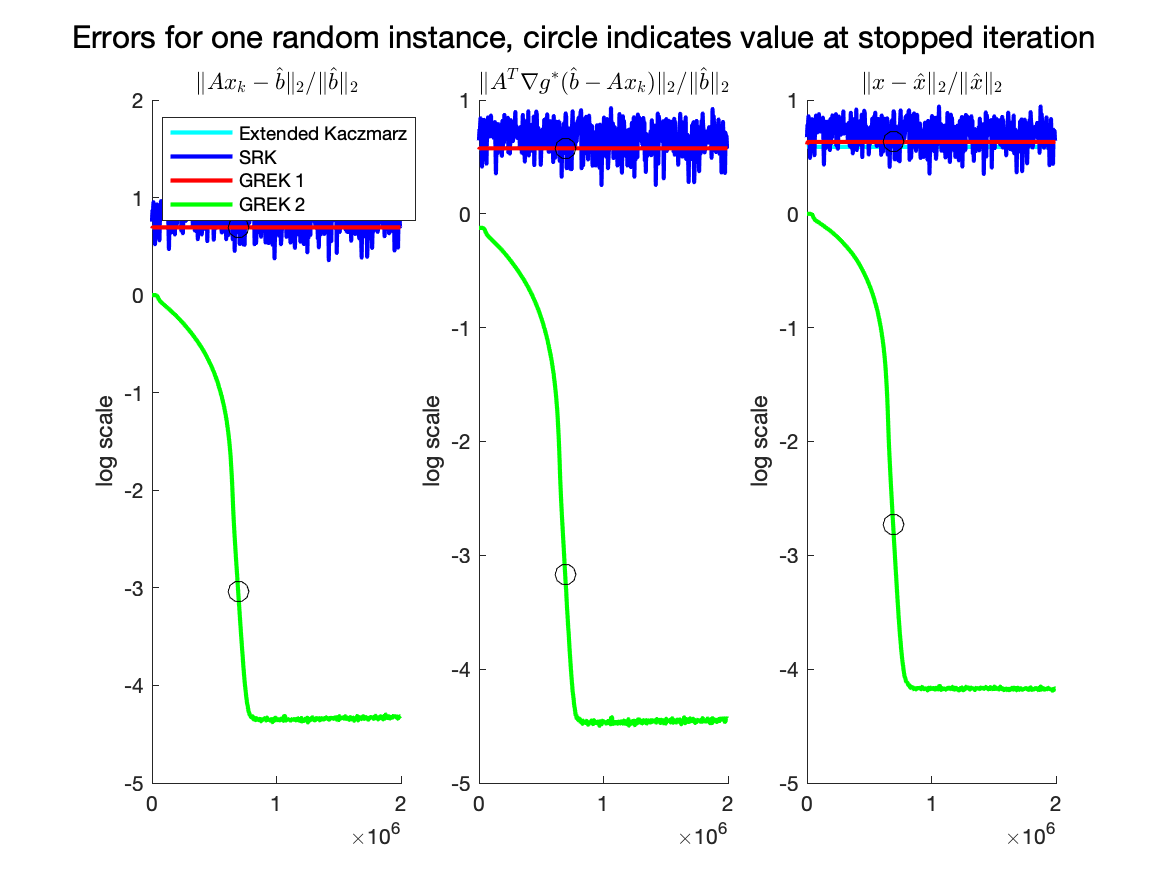 Errors for one random instance, circle indicates value at stopped iteration
‖Ax_k − b̂‖₂/‖b̂‖₂
2
1
0
-1
-2
-3
-4
-5
log scale
Extended Kaczmarz
SRK
GREK 1
GREK 2
0 1 2
×10⁶
‖Aᵀ∇g*(b̂ − Ax_k)‖₂/‖b̂‖₂
1
0
-1
-2
-3
-4
-5
log scale
0 1 2
×10⁶
‖x − x̂‖₂/‖x̂‖₂
1
0
-1
-2
-3
-4
-5
log scale
0 1 2
×10⁶